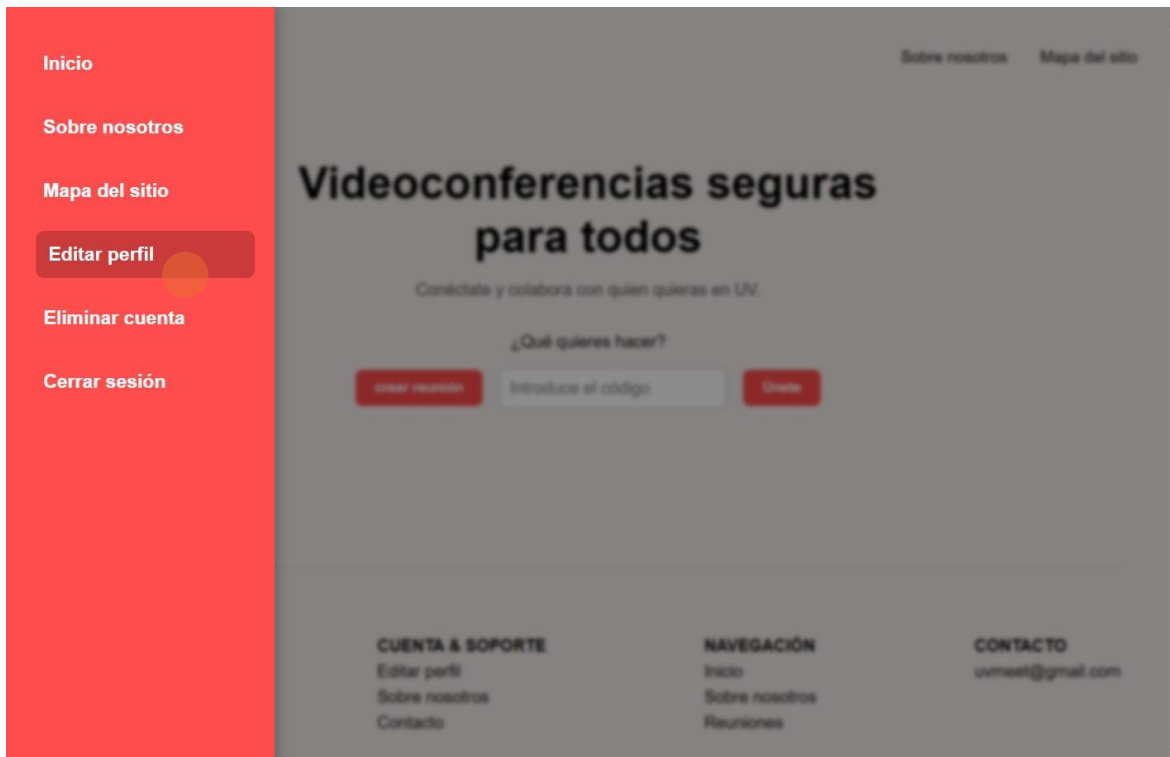 Inicio
Sobre nosotros
Mapa del sitio
Editar perfil
Eliminar cuenta
Cerrar sesión
Sobre nosotros
Mapa del sitio
Videoconferencias seguras
para todos
Conéctate y colabora con quien quieras en UV.
¿Qué quieres hacer?
crear reunión
Introduce el código
Únete
CUENTA & SOPORTE
Editar perfil
Sobre nosotros
Contacto
NAVEGACIÓN
Inicio
Sobre nosotros
Reuniones
CONTACTO
uvmeet@gmail.com